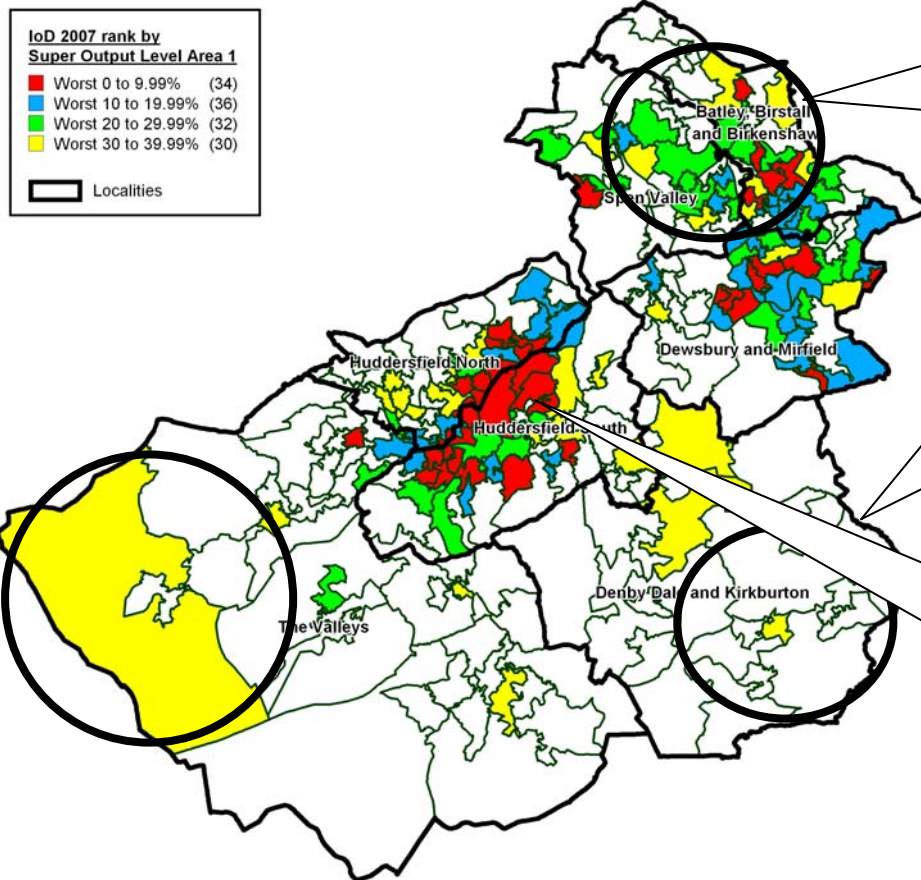 IoD 2007 rank by
Super Output Level Area 1
Worst 0 to 9.99% (34)
Worst 10 to 19.99% (36)
Worst 20 to 29.99% (32)
Worst 30 to 39.99% (30)
Localities
Batley, Birstall
and Birkenshaw
Spen Valley
Dewsbury and Mirfield
Huddersfield North
Huddersfield South
Denby Dale and Kirkburton
The Valleys